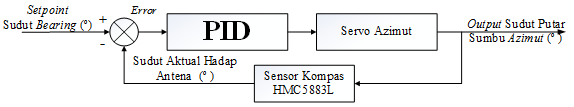 Setpoint
Sudut Bearing (°)
+
-
Error
PID
Servo Azimut
Output Sudut Putar
Sumbu Azimut (°)
Sudut Aktual Hadap
Antena (°)
Sensor Kompas
HMC5883L